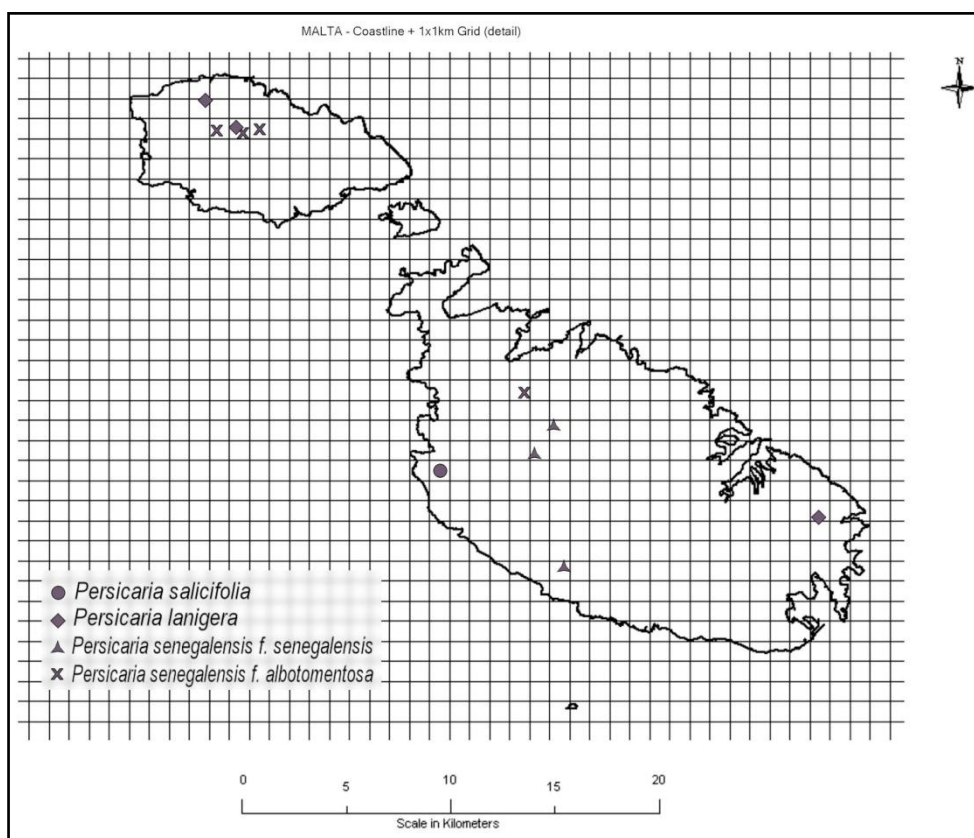 MALTA - Coastline + 1x1km Grid (detail)
N
Persicaria salicifolia
Persicaria lanigera
Persicaria senegalensis f. senegalensis
Persicaria senegalensis f. albotomentosa
0 5 10 15 20
Scale in Kilometers